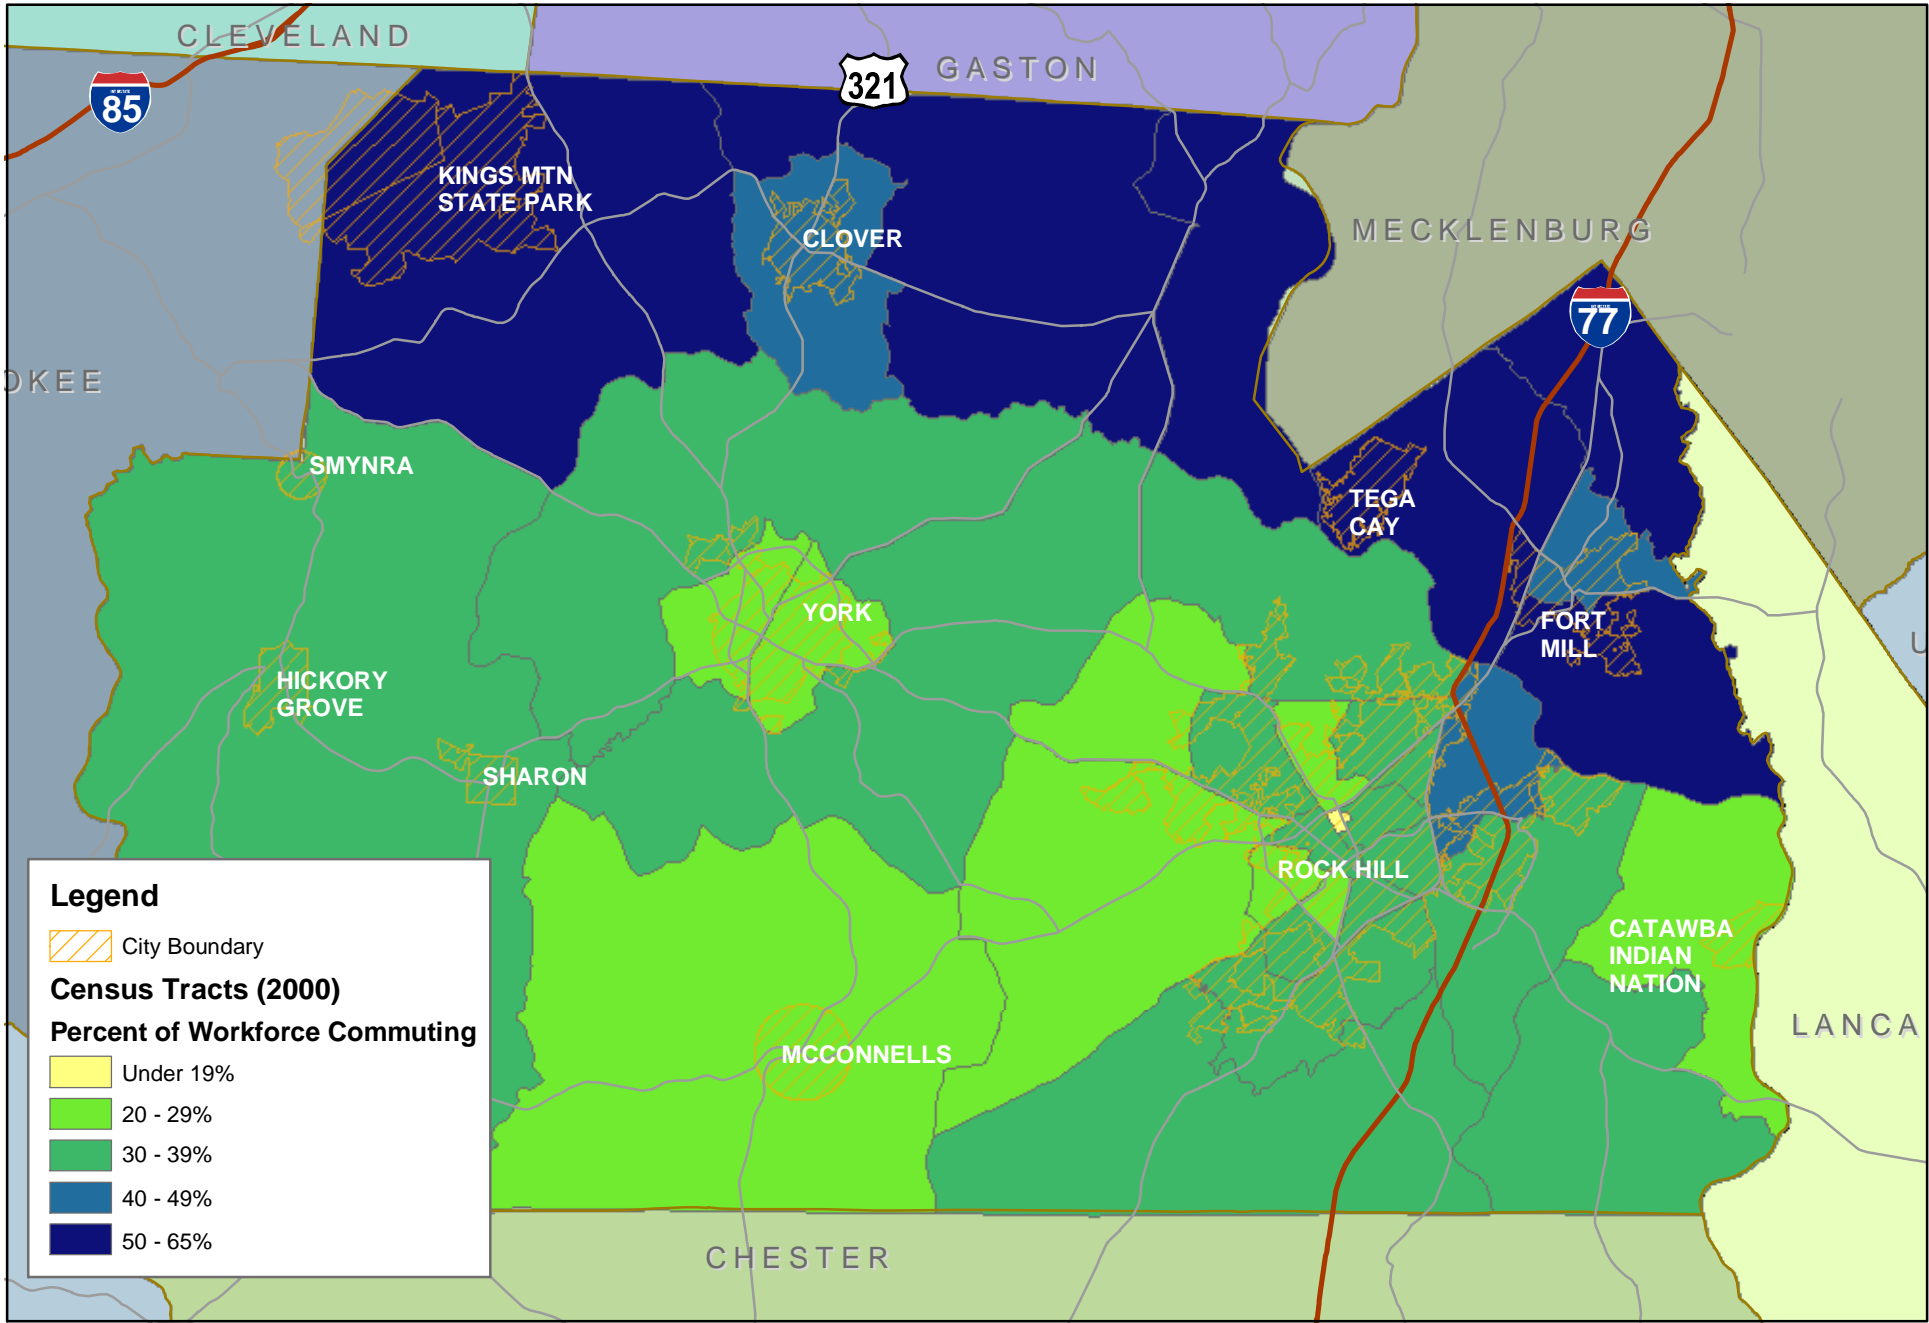 CLEVELAND
GASTON
321
85
KINGS MTN
STATE PARK
CLOVER
MECKLENBURG
77
OKEE
SMYNRA
TEGA
CAY
YORK
FORT
MILL
U
HICKORY
GROVE
SHARON
ROCK HILL
CATAWBA
INDIAN
NATION
LANCA
MCCONNELLS
CHESTER
Legend
City Boundary
Census Tracts (2000)
Percent of Workforce Commuting
Under 19%
20 - 29%
30 - 39%
40 - 49%
50 - 65%